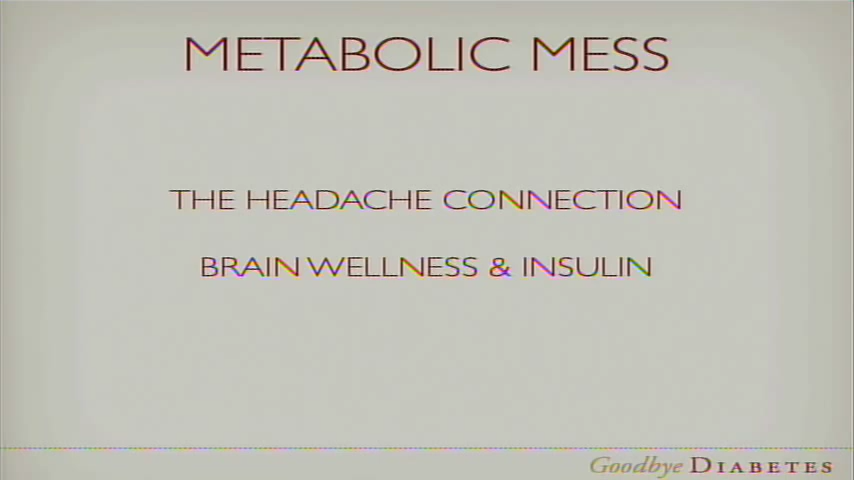 METABOLIC MESS
THE HEADACHE CONNECTION
BRAIN WELLNESS & INSULIN
Goodbye DIABETES